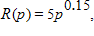 R(p) = 5p^0.15,